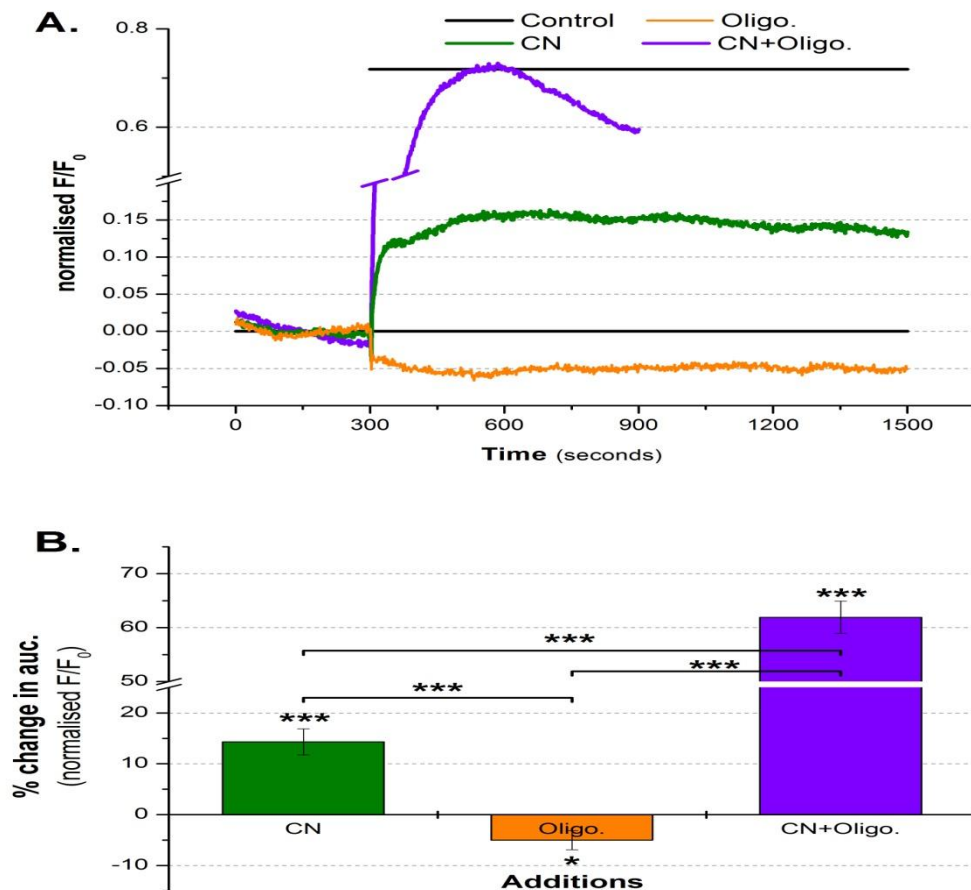 A.
Control Oligo.
CN CN+Oligo.
normalised F/F0
0.8
0.6
0.15
0.10
0.05
0.00
-0.05
-0.10
0 300 600 900 1200 1500
Time (seconds)
B.
% change in auc.
(normalised F/F0)
70
60
50
20
10
0
-10
***
***
***
***
***
CN Oligo. CN+Oligo.
*
Additions